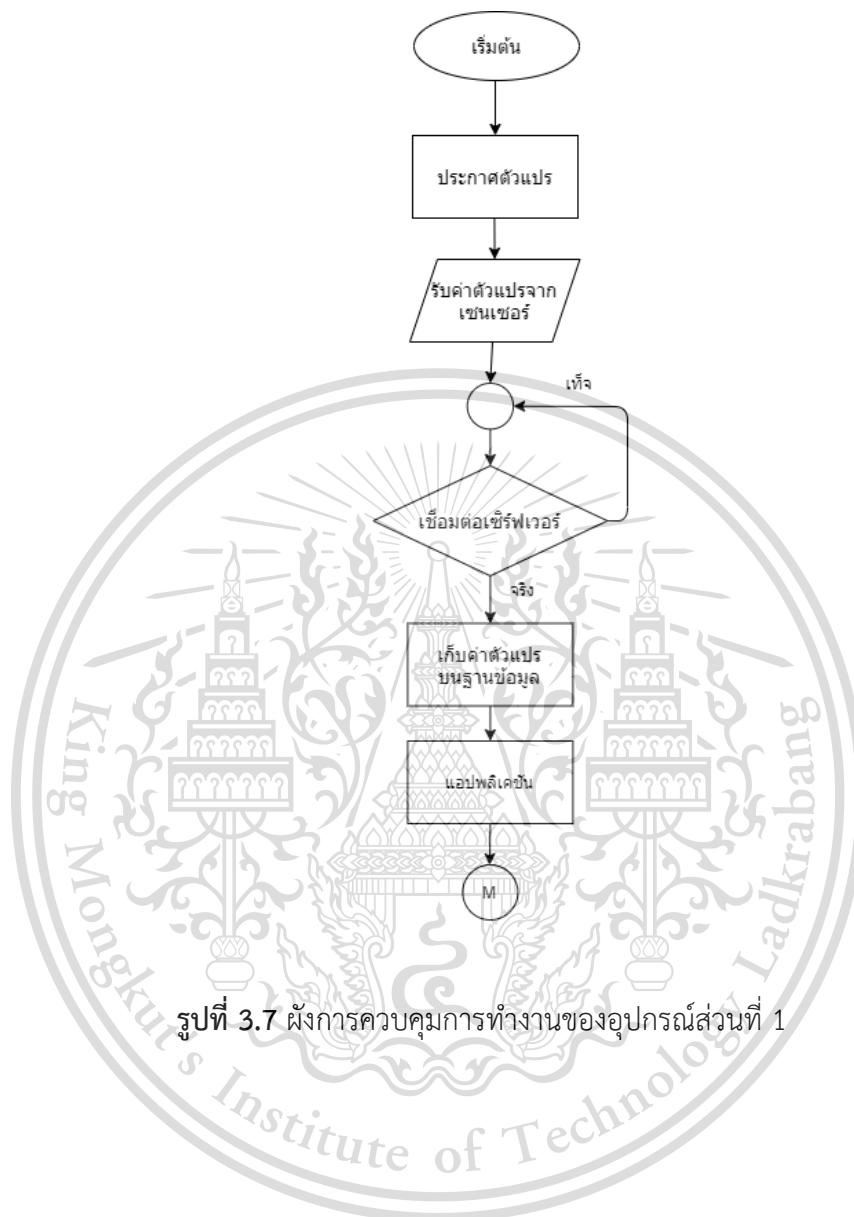 เริ่มต้น
ประกาศตัวแปร
รับค่าตัวแปรจาก
เซนเซอร์
เท็จ
เชื่อมต่อเซิร์ฟเวอร์
จริง
เก็บค่าตัวแปร
บนฐานข้อมูล
แอปพลิเคชัน
M
รูปที่ 3.7 ผังการควบคุมการทำงานของอุปกรณ์ส่วนที่ 1
King Mongkut's Institute of Technology Ladkrabang